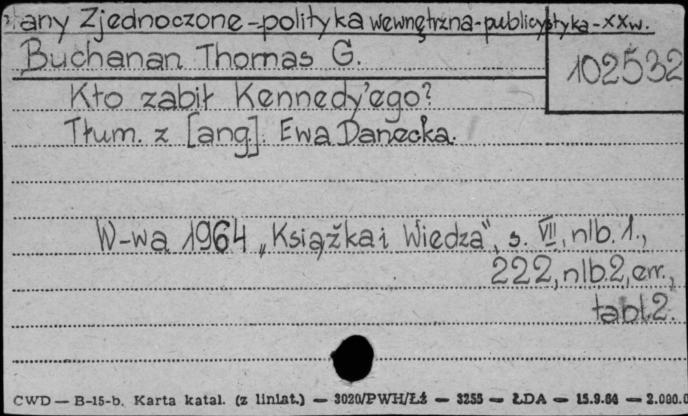 Stany Zjednoczone-polityka wewnętrzna-publicystyka-XXw.
Buchanan Thomas G.
102532
Kto zabił Kennedy'ego?
Tłum. z [ang]. Ewa Danecka.
W-wa 1964 „Książka i Wiedza", s. VII, nlb. 1.,
222, nlb.2, err.,
tabl.2.
CWD — B-15-b. Karta katal. (z liniat.) — 3020/PWH/Łż — 3255 — ŁDA — 15.9.64 — 2.000.0